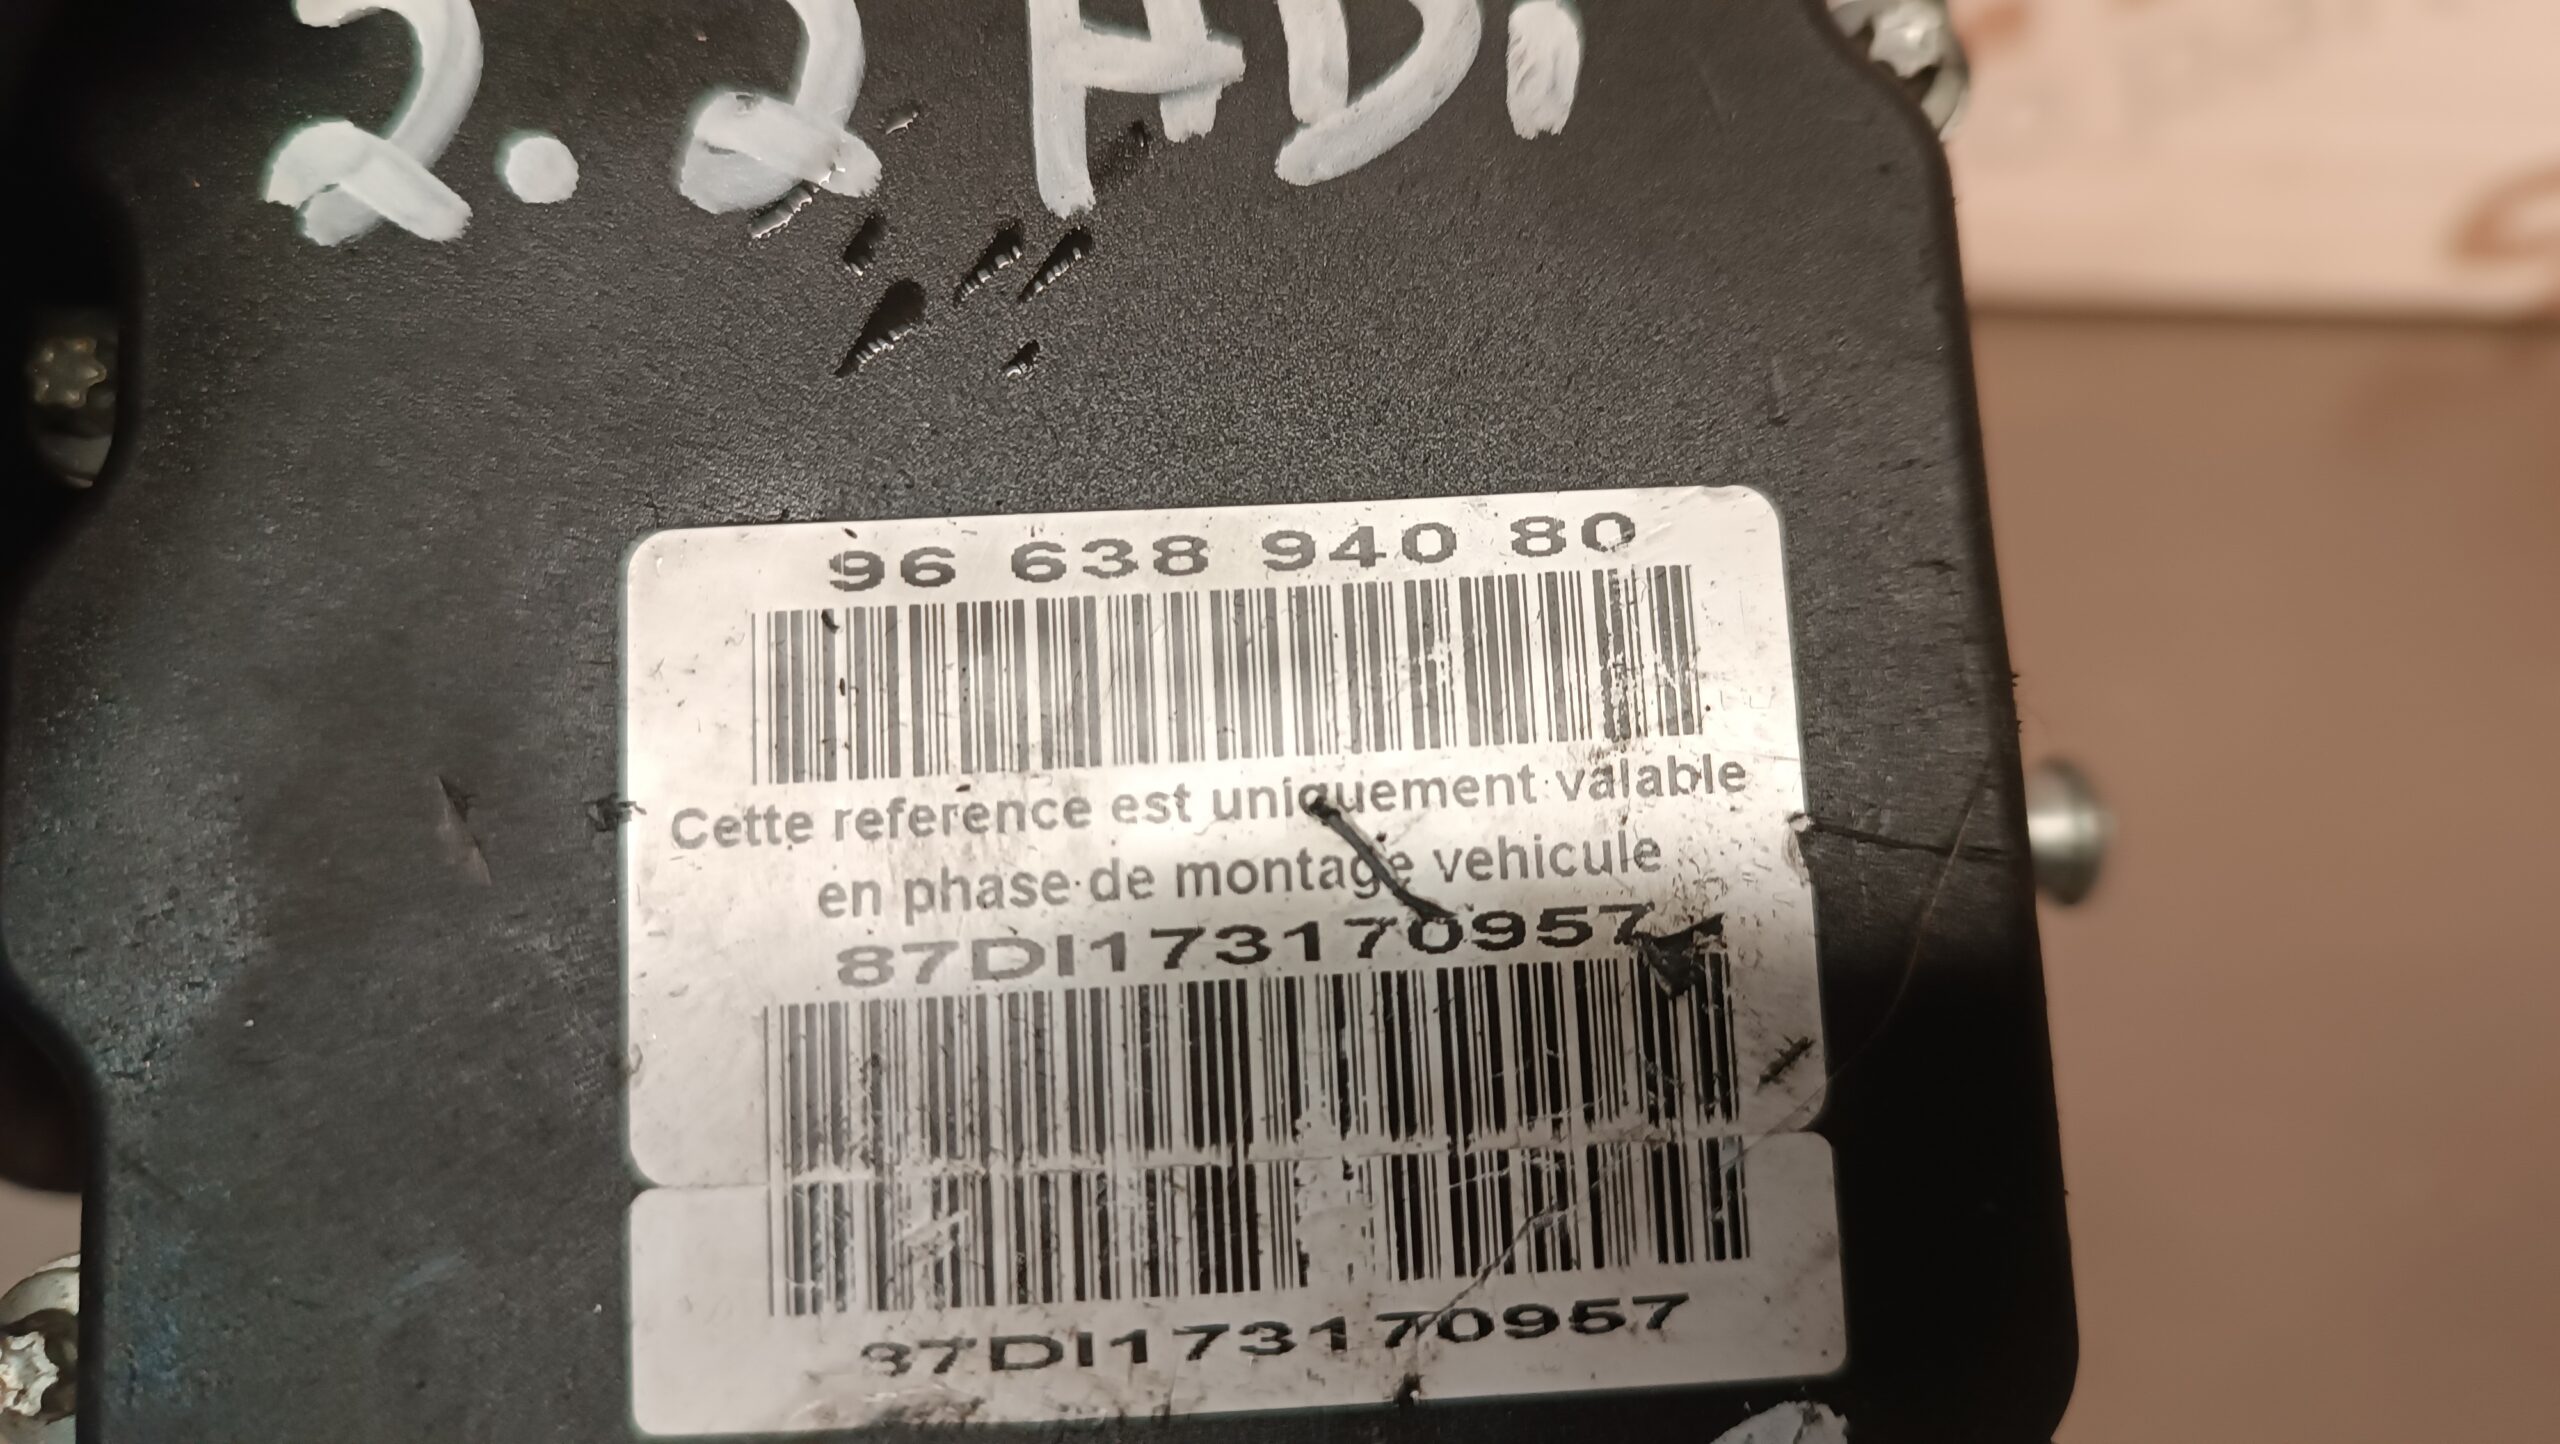 2.2 HDi
96 638 940 80
Cette reference est uniquement valable
en phase de montage vehicule
87DI173170957
87DI173170957